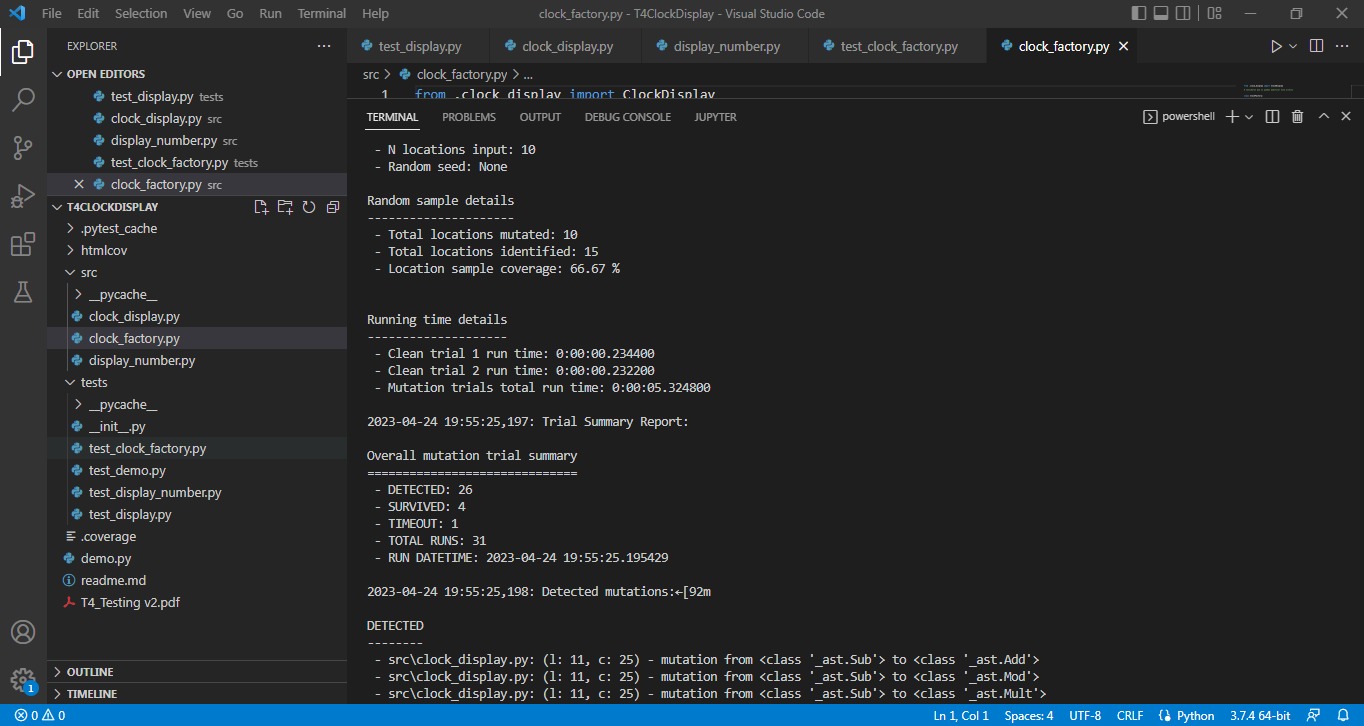 File Edit Selection View Go Run Terminal Help clock_factory.py - T4ClockDisplay - Visual Studio Code
EXPLORER ...
OPEN EDITORS
test_display.py tests
clock_display.py src
display_number.py src
test_clock_factory.py tests
clock_factory.py src
T4CLOCKDISPLAY
.pytest_cache
htmlcov
src
__pycache__
clock_display.py
clock_factory.py
display_number.py
tests
__pycache__
__init__.py
test_clock_factory.py
test_demo.py
test_display_number.py
test_display.py
.coverage
demo.py
readme.md
T4_Testing v2.pdf
OUTLINE
TIMELINE
1
test_display.py clock_display.py display_number.py test_clock_factory.py clock_factory.py
src > clock_factory.py > ...
1 from .clock_display import ClockDisplay
TERMINAL PROBLEMS OUTPUT DEBUG CONSOLE JUPYTER powershell
- N locations input: 10
- Random seed: None
Random sample details
---------------------
- Total locations mutated: 10
- Total locations identified: 15
- Location sample coverage: 66.67 %
Running time details
--------------------
- Clean trial 1 run time: 0:00:00.234400
- Clean trial 2 run time: 0:00:00.232200
- Mutation trials total run time: 0:00:05.324800
2023-04-24 19:55:25,197: Trial Summary Report:
Overall mutation trial summary
==============================
- DETECTED: 26
- SURVIVED: 4
- TIMEOUT: 1
- TOTAL RUNS: 31
- RUN DATETIME: 2023-04-24 19:55:25.195429
2023-04-24 19:55:25,198: Detected mutations:←[92m
DETECTED
--------
- src\clock_display.py: (l: 11, c: 25) - mutation from <class '_ast.Sub'> to <class '_ast.Add'>
- src\clock_display.py: (l: 11, c: 25) - mutation from <class '_ast.Sub'> to <class '_ast.Mod'>
- src\clock_display.py: (l: 11, c: 25) - mutation from <class '_ast.Sub'> to <class '_ast.Mult'>
0 0 Ln 1, Col 1 Spaces: 4 UTF-8 CRLF Python 3.7.4 64-bit